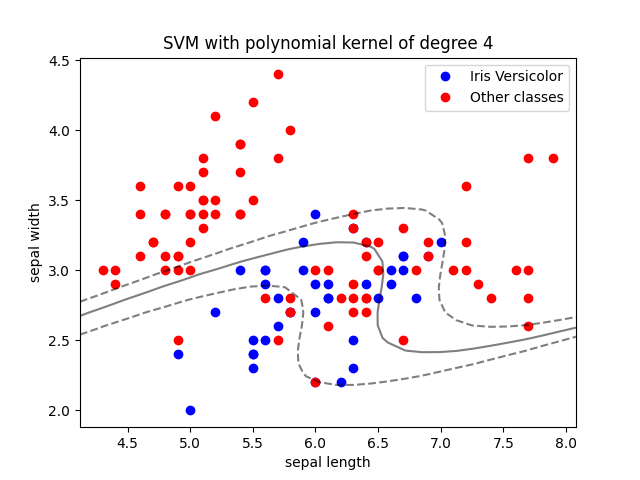 SVM with polynomial kernel of degree 4
Iris Versicolor
Other classes
sepal width
4.5
4.0
3.5
3.0
2.5
2.0
4.5 5.0 5.5 6.0 6.5 7.0 7.5 8.0
sepal length